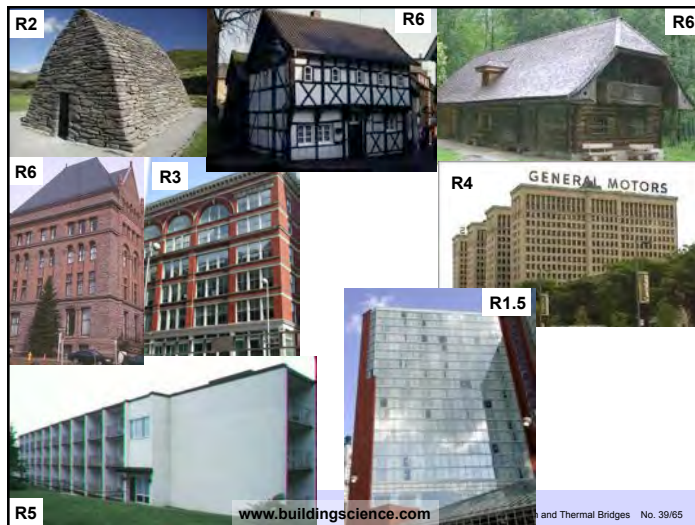 R2
R6
R6
R6
R3
R4
GENERAL MOTORS
R1.5
R5
www.buildingscience.com
and Thermal Bridges No. 39/65